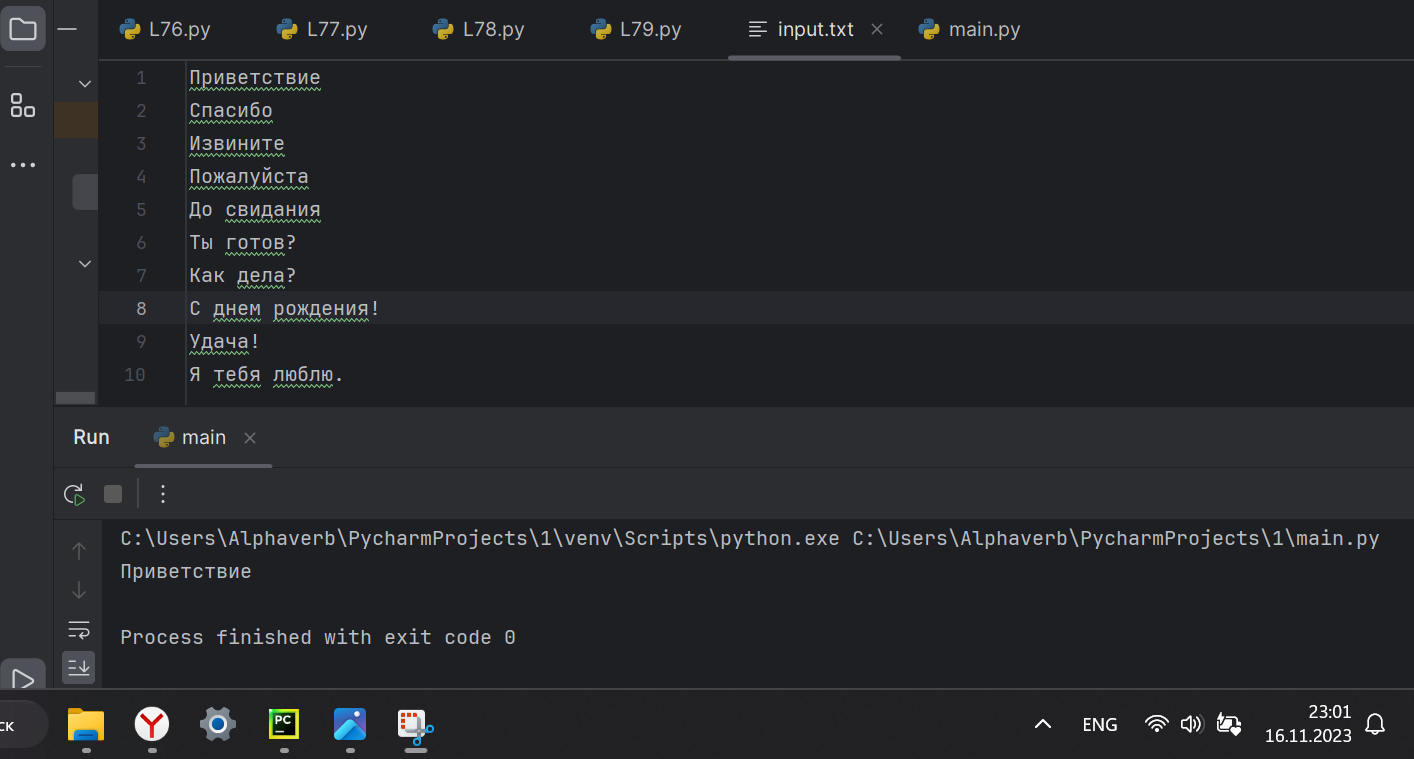 L76.py L77.py L78.py L79.py input.txt main.py
1 Приветствие
2 Спасибо
3 Извините
4 Пожалуйста
5 До свидания
6 Ты готов?
7 Как дела?
8 С днем рождения!
9 Удача!
10 Я тебя люблю.
Run main
C:\Users\Alphaverb\PycharmProjects\1\venv\Scripts\python.exe C:\Users\Alphaverb\PycharmProjects\1\main.py
Приветствие
Process finished with exit code 0
PC
ENG
23:01
16.11.2023